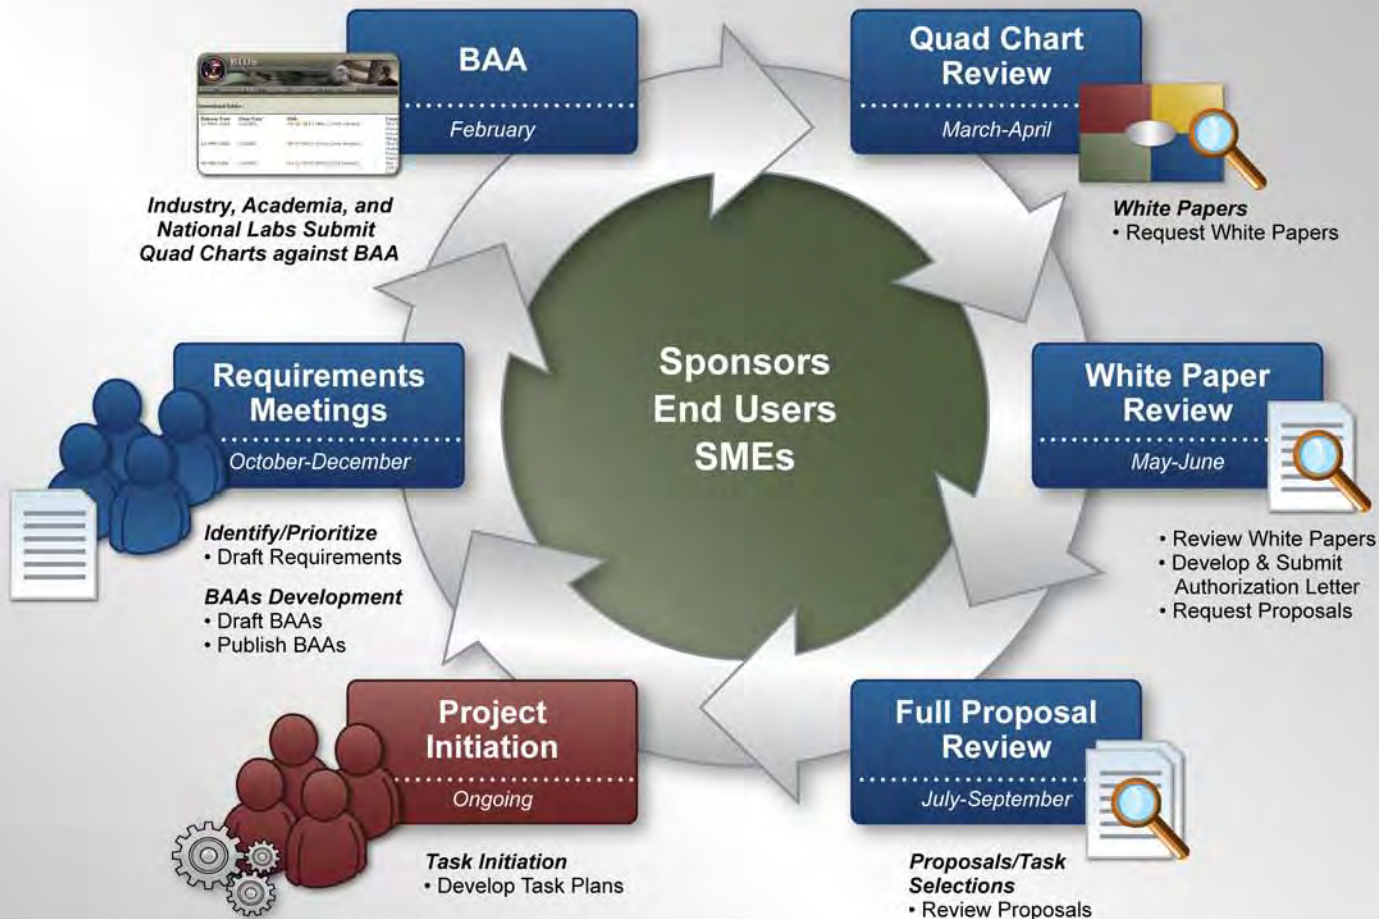 BAA
February
Industry, Academia, and
National Labs Submit
Quad Charts against BAA
Quad Chart
Review
March-April
White Papers
• Request White Papers
White Paper
Review
May-June
• Review White Papers
• Develop & Submit
Authorization Letter
• Request Proposals
Full Proposal
Review
July-September
Proposals/Task
Selections
• Review Proposals
Project
Initiation
Ongoing
Task Initiation
• Develop Task Plans
Requirements
Meetings
October-December
Identify/Prioritize
• Draft Requirements
BAAs Development
• Draft BAAs
• Publish BAAs
Sponsors
End Users
SMEs